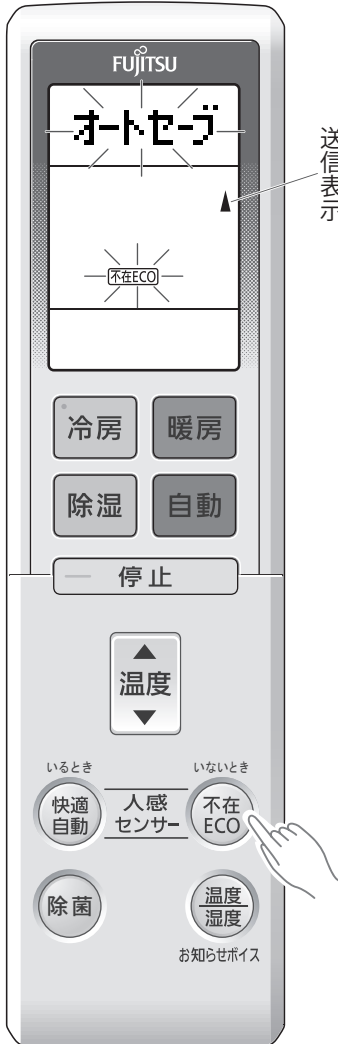 FUJITSU
オートセーブ
送信表示
不在ECO
冷房
暖房
除湿
自動
停止
温度
いるとき
いないとき
快適
自動
人感
センサー
不在
ECO
除菌
温度
湿度
お知らせボイス